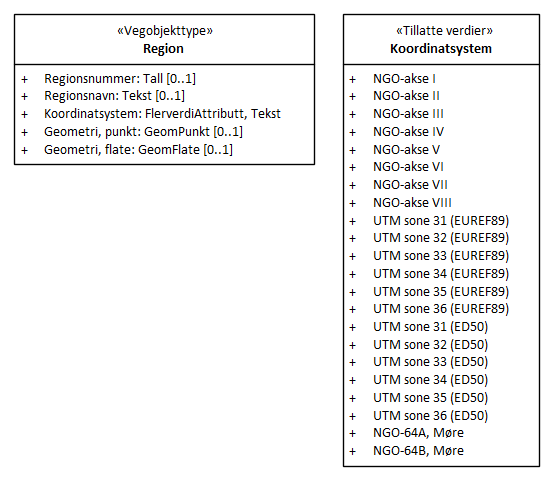 «Vegobjekttype»
Region
+ Regionsnummer: Tall [0..1]
+ Regionsnavn: Tekst [0..1]
+ Koordinatsystem: FlerverdiAttributt, Tekst
+ Geometri, punkt: GeomPunkt [0..1]
+ Geometri, flate: GeomFlate [0..1]
«Tillatte verdier»
Koordinatsystem
+ NGO-akse I
+ NGO-akse II
+ NGO-akse III
+ NGO-akse IV
+ NGO-akse V
+ NGO-akse VI
+ NGO-akse VII
+ NGO-akse VIII
+ UTM sone 31 (EUREF89)
+ UTM sone 32 (EUREF89)
+ UTM sone 33 (EUREF89)
+ UTM sone 34 (EUREF89)
+ UTM sone 35 (EUREF89)
+ UTM sone 36 (EUREF89)
+ UTM sone 31 (ED50)
+ UTM sone 32 (ED50)
+ UTM sone 33 (ED50)
+ UTM sone 34 (ED50)
+ UTM sone 35 (ED50)
+ UTM sone 36 (ED50)
+ NGO-64A, Møre
+ NGO-64B, Møre